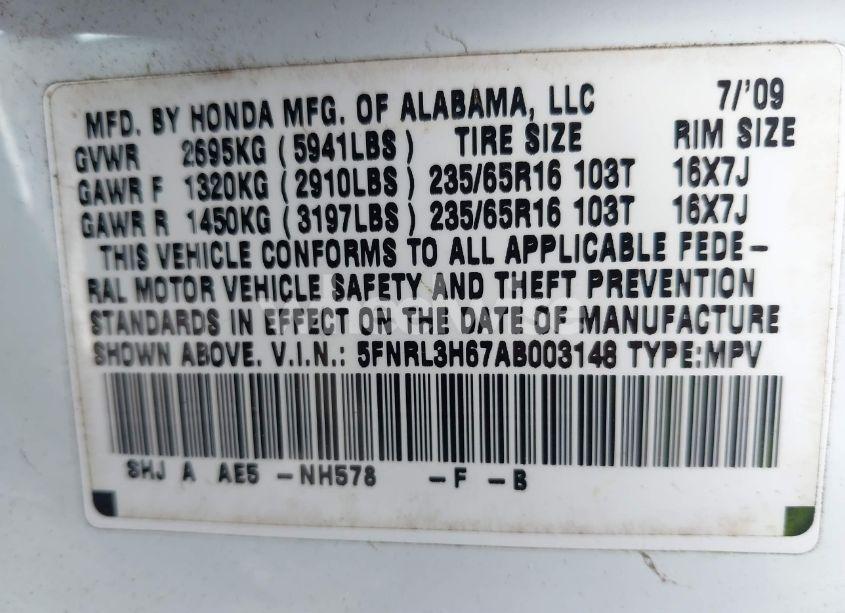 MFD. BY HONDA MFG. OF ALABAMA, LLC 7/'09
GVWR 2695KG (5941LBS) TIRE SIZE RIM SIZE
GAWR F 1320KG (2910LBS) 235/65R16 103T 16X7J
GAWR R 1450KG (3197LBS) 235/65R16 103T 16X7J
THIS VEHICLE CONFORMS TO ALL APPLICABLE FEDE-
RAL MOTOR VEHICLE SAFETY AND THEFT PREVENTION
STANDARDS IN EFFECT ON THE DATE OF MANUFACTURE
SHOWN ABOVE. V.I.N.: 5FNRL3H67AB003148 TYPE:MPV
SHJ A AE5 -NH578 -F -B